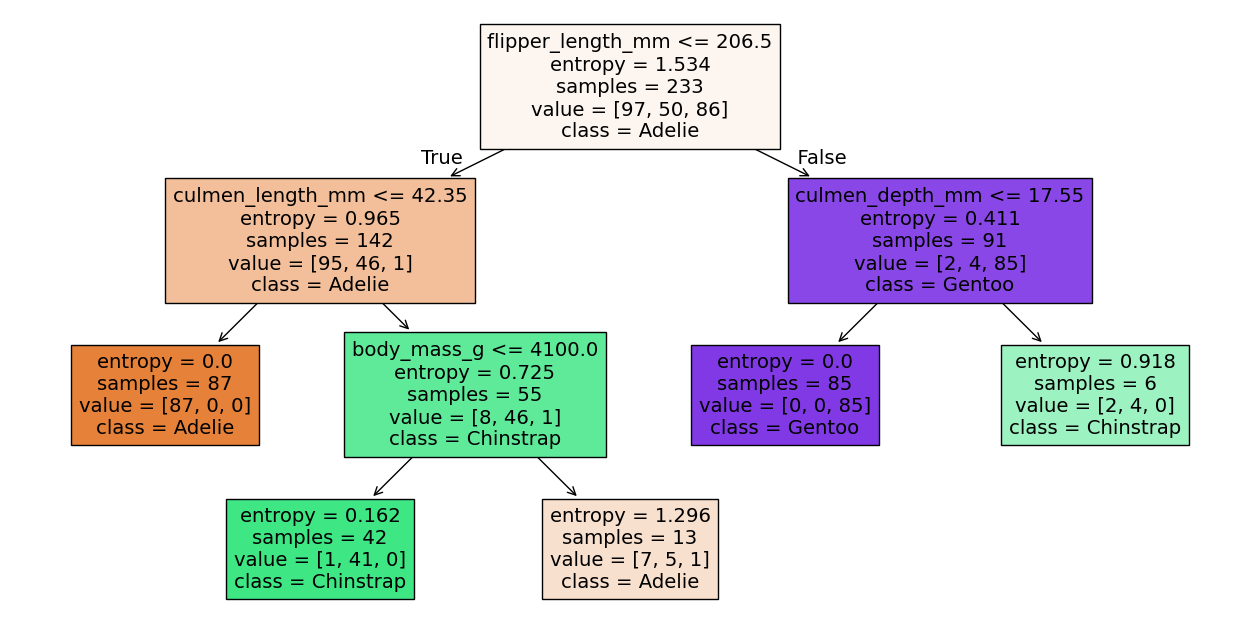 flipper_length_mm <= 206.5
entropy = 1.534
samples = 233
value = [97, 50, 86]
class = Adelie
True
False
culmen_length_mm <= 42.35
entropy = 0.965
samples = 142
value = [95, 46, 1]
class = Adelie
culmen_depth_mm <= 17.55
entropy = 0.411
samples = 91
value = [2, 4, 85]
class = Gentoo
entropy = 0.0
samples = 87
value = [87, 0, 0]
class = Adelie
body_mass_g <= 4100.0
entropy = 0.725
samples = 55
value = [8, 46, 1]
class = Chinstrap
entropy = 0.0
samples = 85
value = [0, 0, 85]
class = Gentoo
entropy = 0.918
samples = 6
value = [2, 4, 0]
class = Chinstrap
entropy = 0.162
samples = 42
value = [1, 41, 0]
class = Chinstrap
entropy = 1.296
samples = 13
value = [7, 5, 1]
class = Adelie